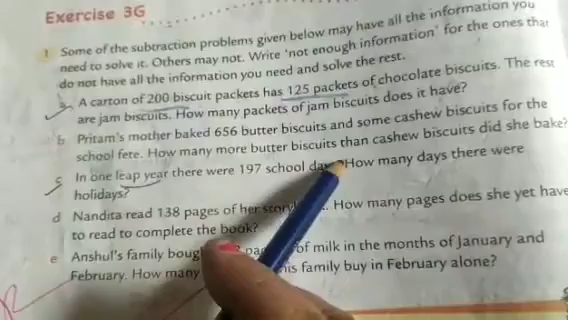 Exercise 3G
1 Some of the subtraction problems given below may have all the information you
need to solve it. Others may not. Write 'not enough information' for the ones that
do not have all the information you need and solve the rest.
a A carton of 200 biscuit packets has 125 packets of chocolate biscuits. The rest
are jam biscuits. How many packets of jam biscuits does it have?
b Pritam's mother baked 656 butter biscuits and some cashew biscuits for the
school fete. How many more butter biscuits than cashew biscuits did she bake?
c In one leap year there were 197 school How many days there were
holidays?
d Nandita read 138 pages of her How many pages does she yet have
to read to complete the book?
e Anshul's family of milk in the months of January and
February. How many his family buy in February alone?